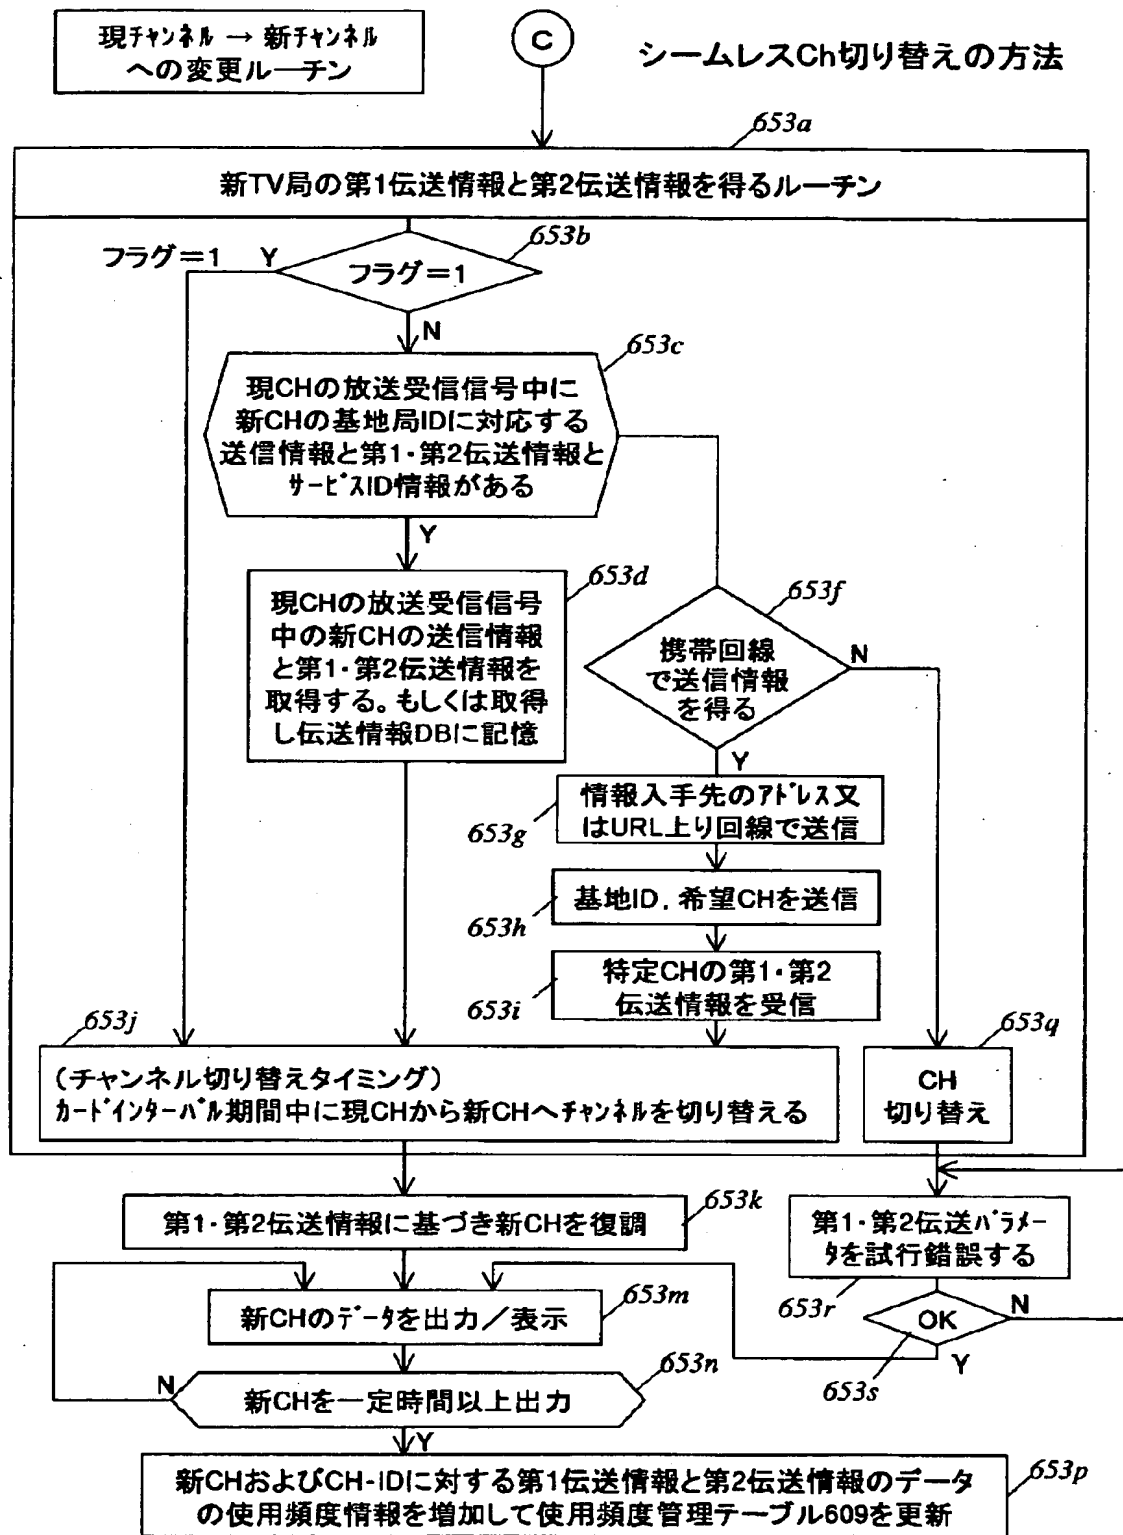 現ﾁｬﾝﾈﾙ → 新ﾁｬﾝﾈﾙ
への変更ルーチン
C
シームレスCh切り替えの方法
653a
新TV局の第1伝送情報と第2伝送情報を得るルーチン
653b
フラグ=1
Y
フラグ=1
N
653c
現CHの放送受信信号中に
新CHの基地局IDに対応する
送信情報と第1・第2伝送情報と
ｻｰﾋﾞｽID情報がある
Y
653d
現CHの放送受信信号
中の新CHの送信情報
と第1・第2伝送情報を
取得する。もしくは取得
し伝送情報DBに記憶
653f
携帯回線
で送信情報
を得る
N
Y
情報入手先のｱﾄﾞﾚｽ又
はURL上り回線で送信
653g
基地ID, 希望CHを送信
653h
特定CHの第1・第2
伝送情報を受信
653i
653j
(チャンネル切り替えタイミング)
ｶｰﾄﾞｲﾝﾀｰﾊﾞﾙ期間中に現CHから新CHへﾁｬﾝﾈﾙを切り替える
653q
CH
切り替え
653k
第1・第2伝送情報に基づき新CHを復調
第1・第2伝送ﾊﾟﾗﾒｰ
ﾀを試行錯誤する
653r
653m
新CHのﾃﾞｰﾀを出力/表示
OK
N
Y
653s
653n
N
新CHを一定時間以上出力
Y
653p
新CHおよびCH-IDに対する第1伝送情報と第2伝送情報のデータ
の使用頻度情報を増加して使用頻度管理テーブル609を更新